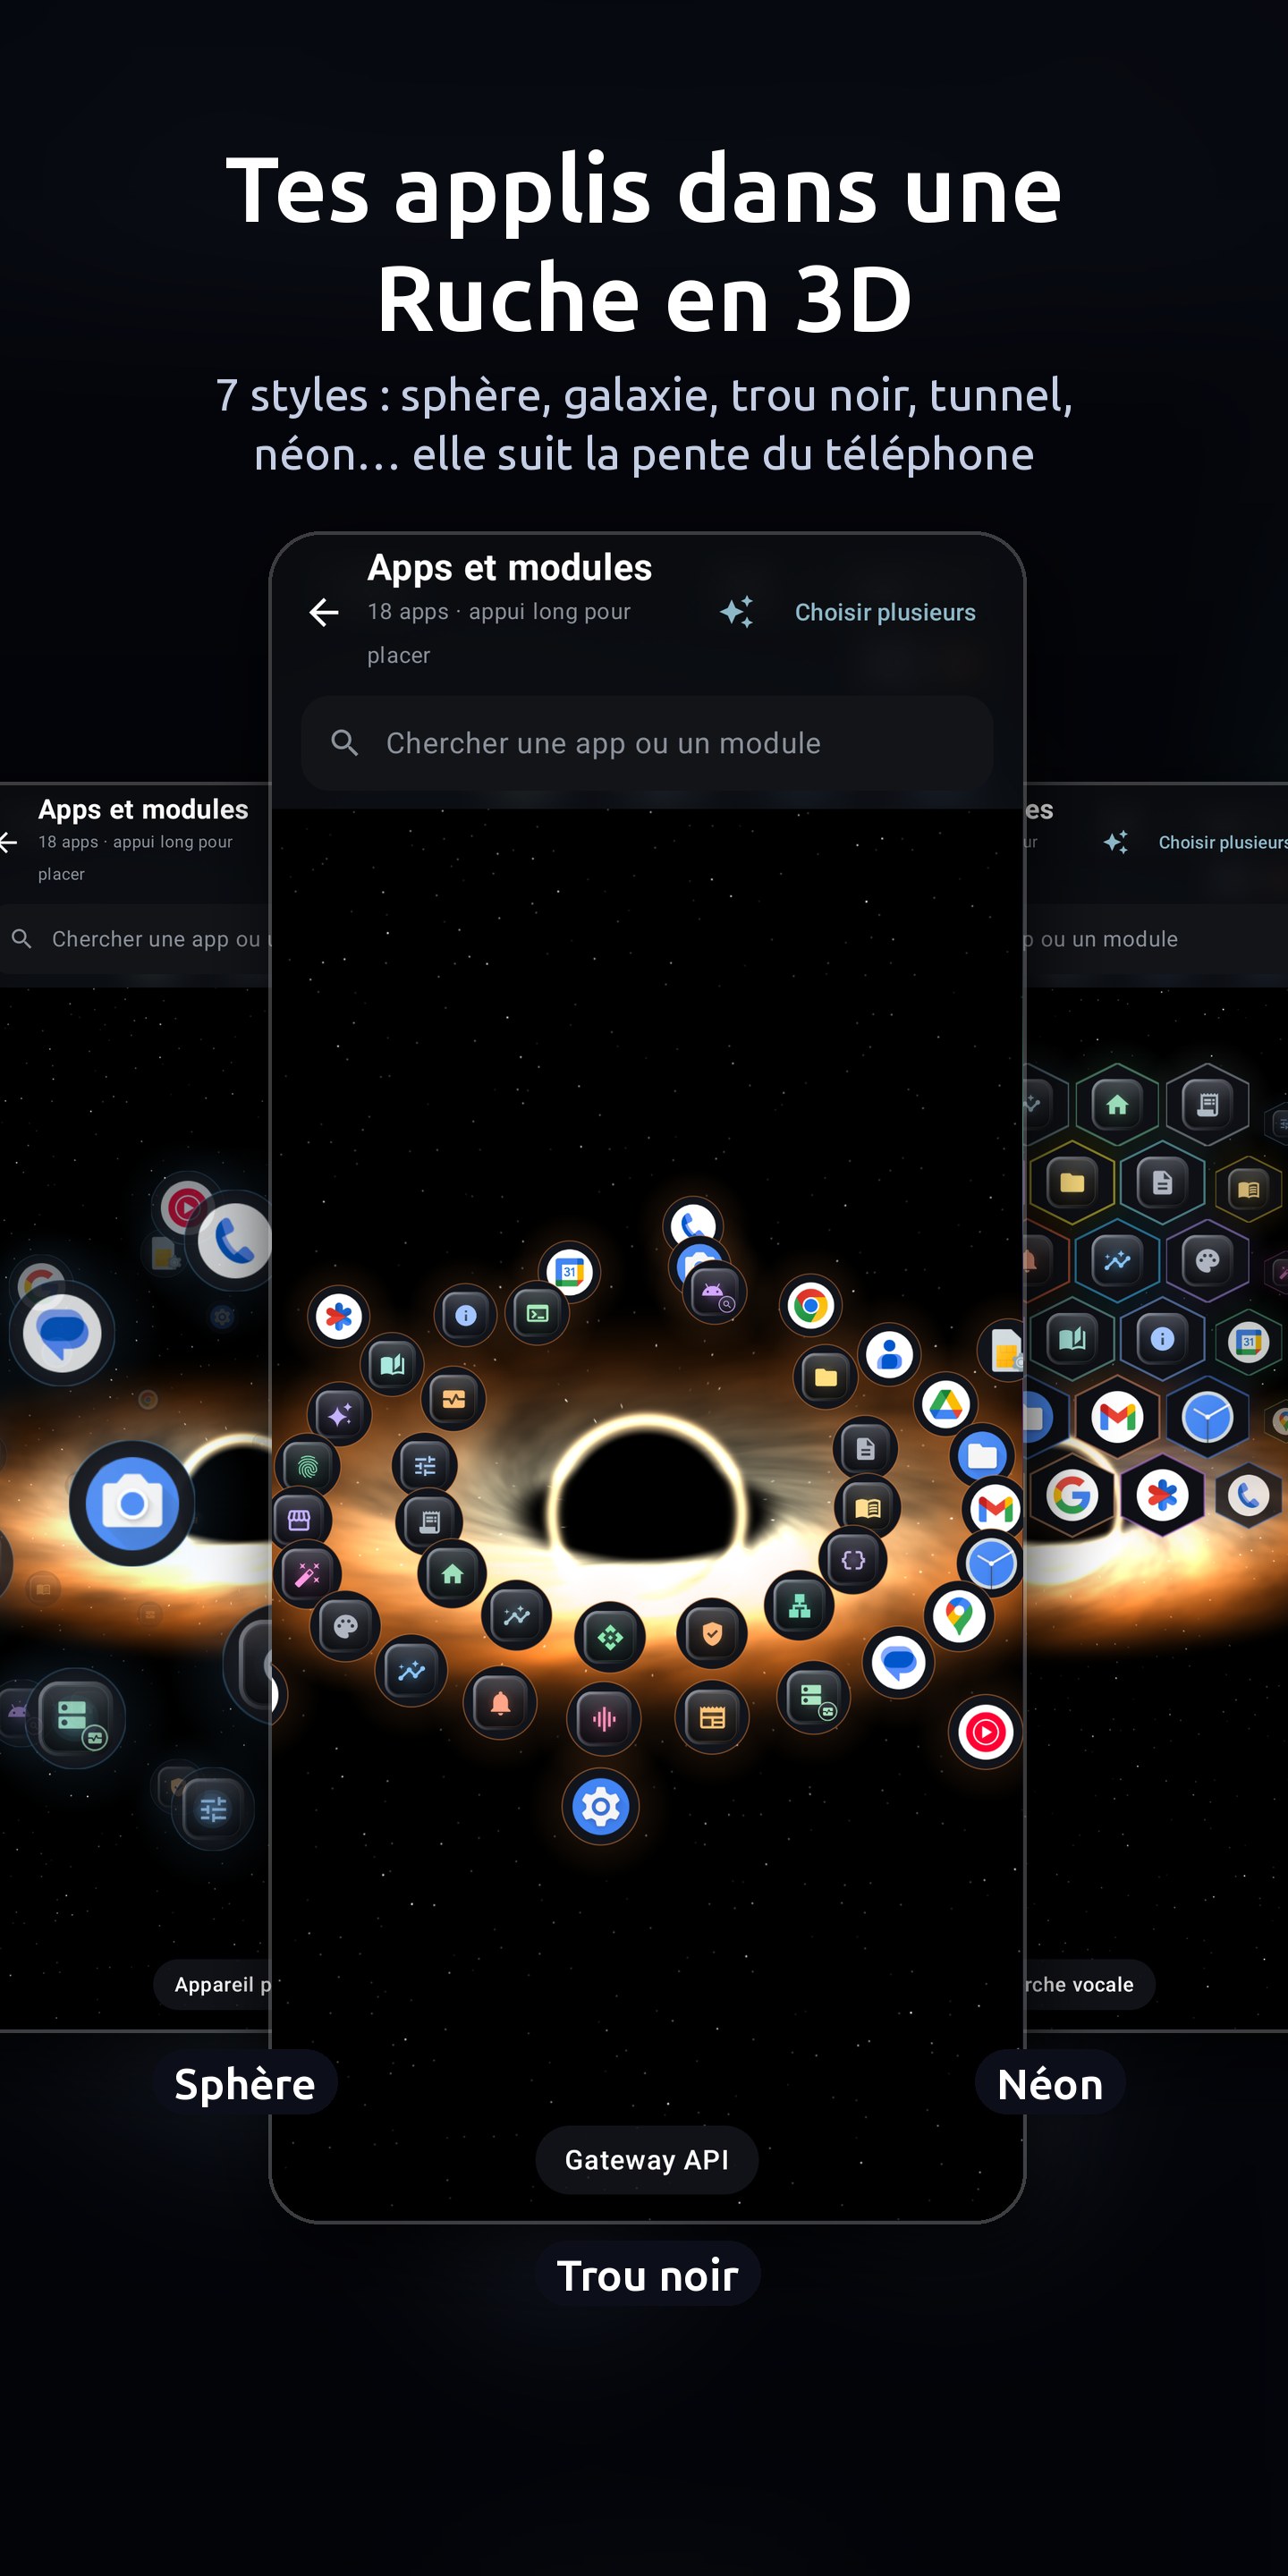 Tes applis dans une
Ruche en 3D
7 styles : sphère, galaxie, trou noir, tunnel,
néon… elle suit la pente du téléphone
Apps et modules
18 apps · appui long pour
placer
Choisir plusieurs
Chercher une app ou un module
Apps et modules
18 apps · appui long pour
placer
Chercher une app ou
es
ur
Choisir plusieurs
ou un module
31
31
Appareil p
rche vocale
Sphère
Néon
Gateway API
Trou noir